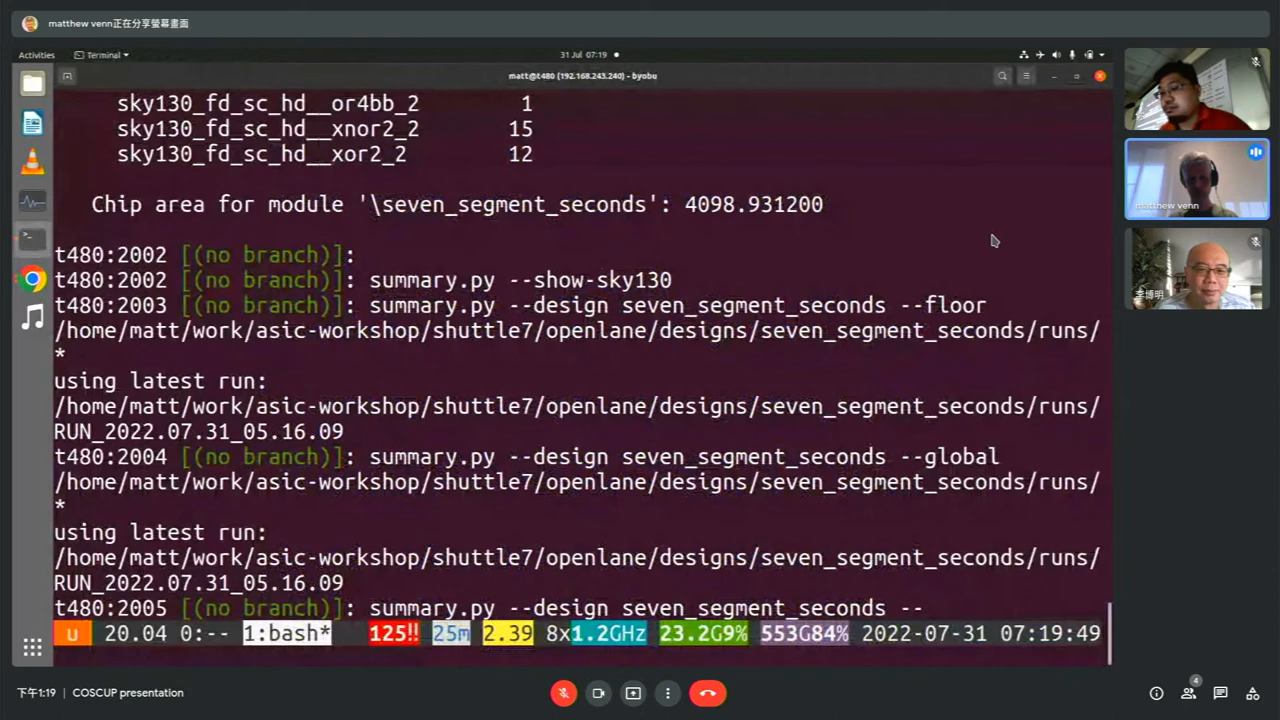 matthew venn正在分享螢幕畫面
Activities
Terminal
31 Jul 07:19
matt@t480 (192.168.243.240) - byobu
sky130_fd_sc_hd__or4bb_2 1
sky130_fd_sc_hd__xnor2_2 15
sky130_fd_sc_hd__xor2_2 12
Chip area for module '\seven_segment_seconds': 4098.931200
t480:2002 [(no branch)]:
t480:2002 [(no branch)]: summary.py --show-sky130
t480:2003 [(no branch)]: summary.py --design seven_segment_seconds --floor
/home/matt/work/asic-workshop/shuttle7/openlane/designs/seven_segment_seconds/runs/
*
using latest run:
/home/matt/work/asic-workshop/shuttle7/openlane/designs/seven_segment_seconds/runs/
RUN_2022.07.31_05.16.09
t480:2004 [(no branch)]: summary.py --design seven_segment_seconds --global
/home/matt/work/asic-workshop/shuttle7/openlane/designs/seven_segment_seconds/runs/
*
using latest run:
/home/matt/work/asic-workshop/shuttle7/openlane/designs/seven_segment_seconds/runs/
RUN_2022.07.31_05.16.09
t480:2005 [(no branch)]: summary.py --design seven_segment_seconds --
u 20.04 0:-- 1:bash* 125!! 25m 2.39 8x1.2GHz 23.2G9% 553G84% 2022-07-31 07:19:49
matthew venn
李博明
下午1:19 | COSCUP presentation
4